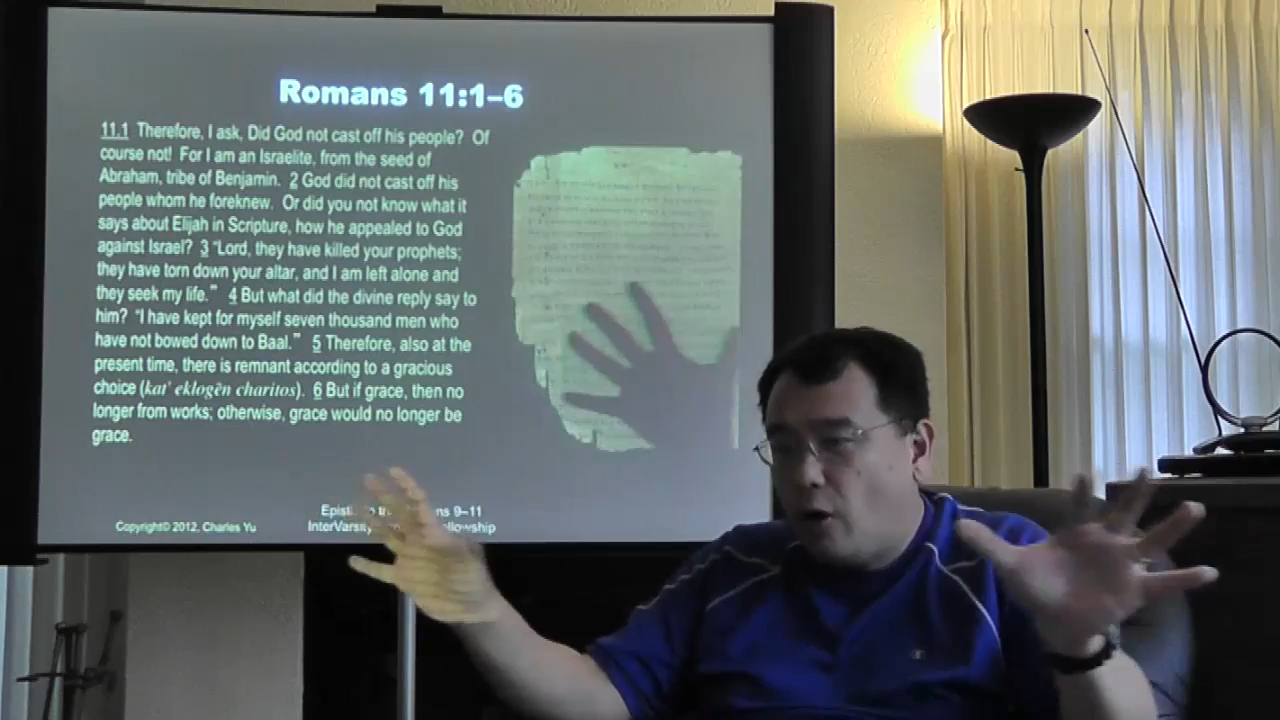 Romans 11:1–6
11.1 Therefore, I ask, Did God not cast off his people? Of
course not! For I am an Israelite, from the seed of
Abraham, tribe of Benjamin. 2 God did not cast off his
people whom he foreknew. Or did you not know what it
says about Elijah in Scripture, how he appealed to God
against Israel? 3 “Lord, they have killed your prophets;
they have torn down your altar, and I am left alone and
they seek my life.” 4 But what did the divine reply say to
him? “I have kept for myself seven thousand men who
have not bowed down to Baal.” 5 Therefore, also at the
present time, there is remnant according to a gracious
choice (kat' eklogên charitos). 6 But if grace, then no
longer from works; otherwise, grace would no longer be
grace.
9–11
Copyright© 2012, Charles Yu